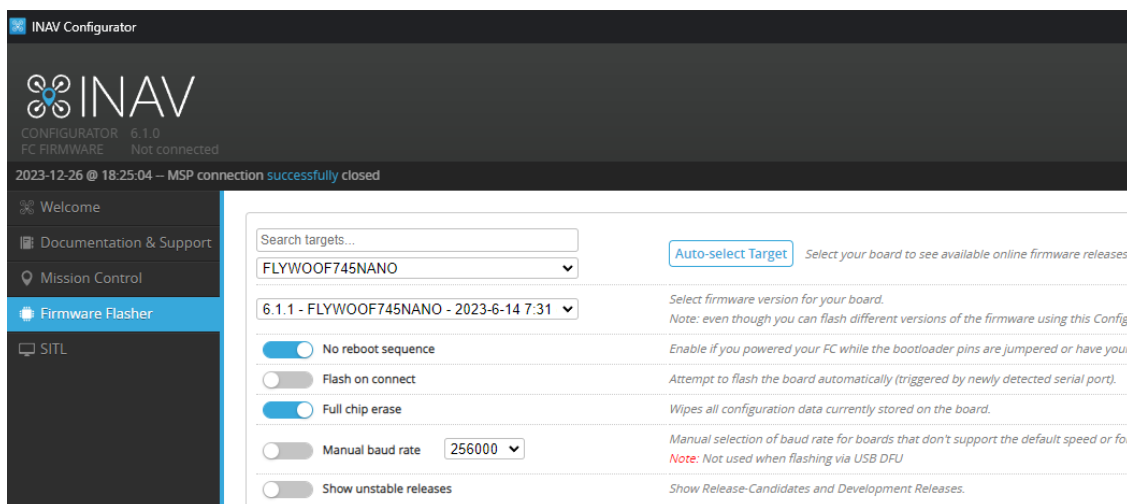 INAV Configurator
INAV
CONFIGURATOR 6.1.0
FC FIRMWARE Not connected
2023-12-26 @ 18:25:04 -- MSP connection successfully closed
Welcome
Documentation & Support
Mission Control
Firmware Flasher
SITL
Search targets...
FLYWOOF745NANO
Auto-select Target
Select your board to see available online firmware releases
6.1.1 - FLYWOOF745NANO - 2023-6-14 7:31
Select firmware version for your board.
Note: even though you can flash different versions of the firmware using this Config
No reboot sequence
Enable if you powered your FC while the bootloader pins are jumpered or have your
Flash on connect
Attempt to flash the board automatically (triggered by newly detected serial port).
Full chip erase
Wipes all configuration data currently stored on the board.
Manual baud rate
256000
Manual selection of baud rate for boards that don't support the default speed or fo
Note: Not used when flashing via USB DFU
Show unstable releases
Show Release-Candidates and Development Releases.